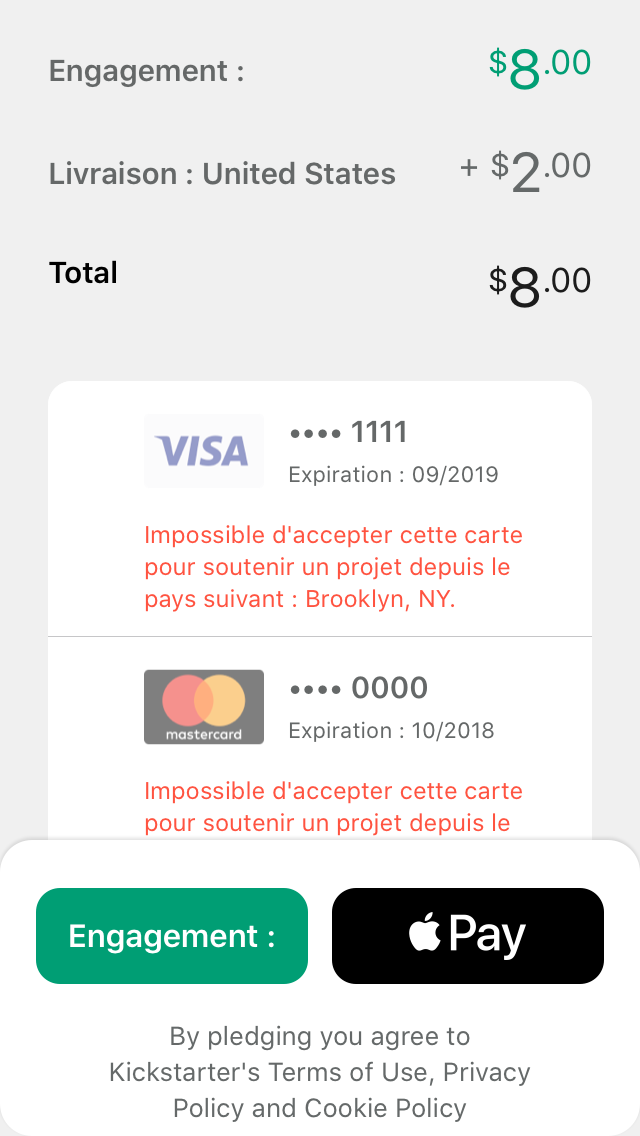 Engagement :
$8.00
Livraison : United States
+ $2.00
Total
$8.00
VISA
•••• 1111
Expiration : 09/2019
Impossible d'accepter cette carte
pour soutenir un projet depuis le
pays suivant : Brooklyn, NY.
mastercard
•••• 0000
Expiration : 10/2018
Impossible d'accepter cette carte
pour soutenir un projet depuis le
Engagement :
Pay
By pledging you agree to
Kickstarter's Terms of Use, Privacy
Policy and Cookie Policy